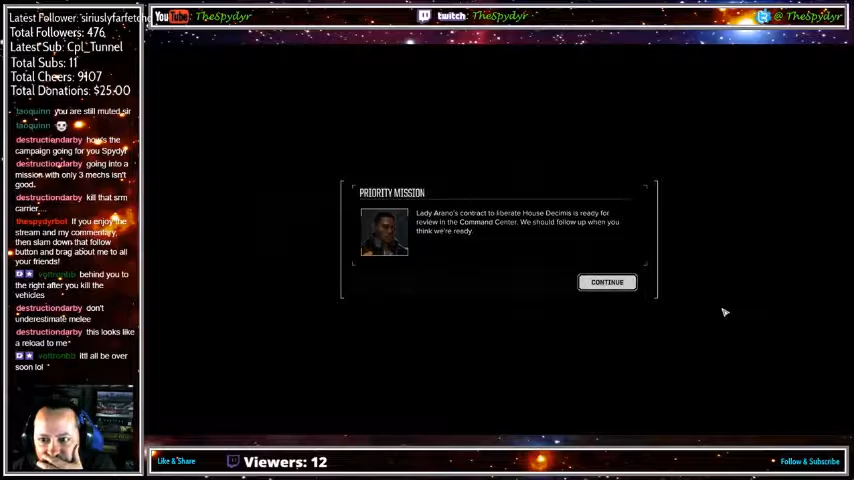 Latest Follower: siriuslyfarfetch
Total Followers: 476
Latest Sub: Cpl_Tunnel
Total Subs: 11
Total Cheers: 9107
Total Donations: $25.00
taoquinn you are still muted sir
taoquinn
destructiondarby how's the
campaign going for you Spydyr
destructiondarby going into a
mission with only 3 mechs isn't
good.
destructiondarby kill that srm
carrier....
thespydyrbot If you enjoy the
stream and my commentary,
then slam down that follow
button and brag about me to all
your friends!
voltronbb behind you to
the right after you kill the
vehicles
destructiondarby don't
underestimate melee
destructiondarby this looks like
a reload to me
voltronbb itll all be over
soon lol
You Tube TheSpydyr
twitch TheSpydyr
@ TheSpydyr
PRIORITY MISSION
Lady Arano's contract to liberate House Decimis is ready for
review in the Command Center. We should follow up when you
think we're ready.
CONTINUE
Like & Share
Viewers: 12
Follow & Subscribe